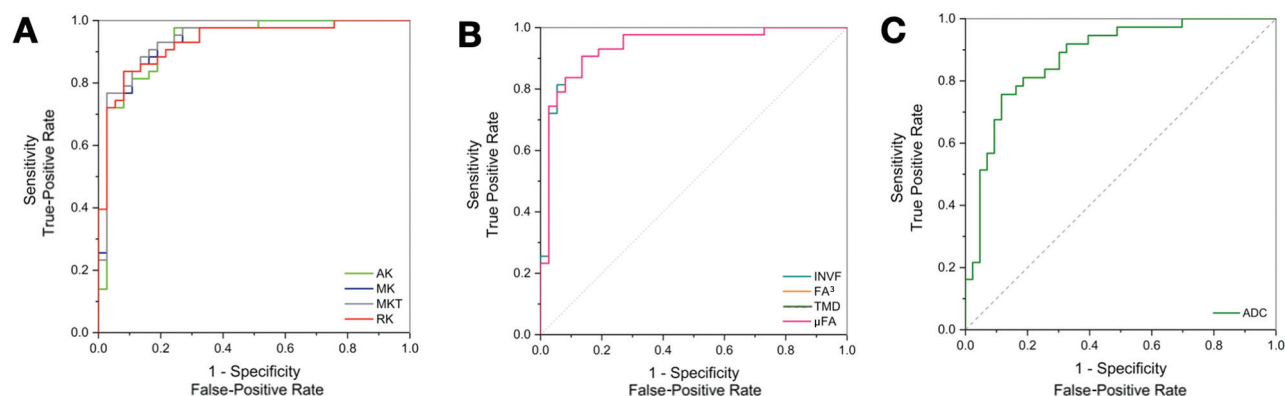 A
Sensitivity
True-Positive Rate
1.0
0.8
0.6
0.4
0.2
0.0
0.0 0.2 0.4 0.6 0.8 1.0
1 - Specificity
False-Positive Rate
AK
MK
MKT
RK
B
Sensitivity
True Positive Rate
1.0
0.8
0.6
0.4
0.2
0.0
0.0 0.2 0.4 0.6 0.8 1.0
1 - Specificity
False-Positive Rate
INVF
FA³
TMD
µFA
C
Sensitivity
True Positive Rate
1.0
0.8
0.6
0.4
0.2
0.0
0.0 0.2 0.4 0.6 0.8 1.0
1 - Specificity
False-Positive Rate
ADC